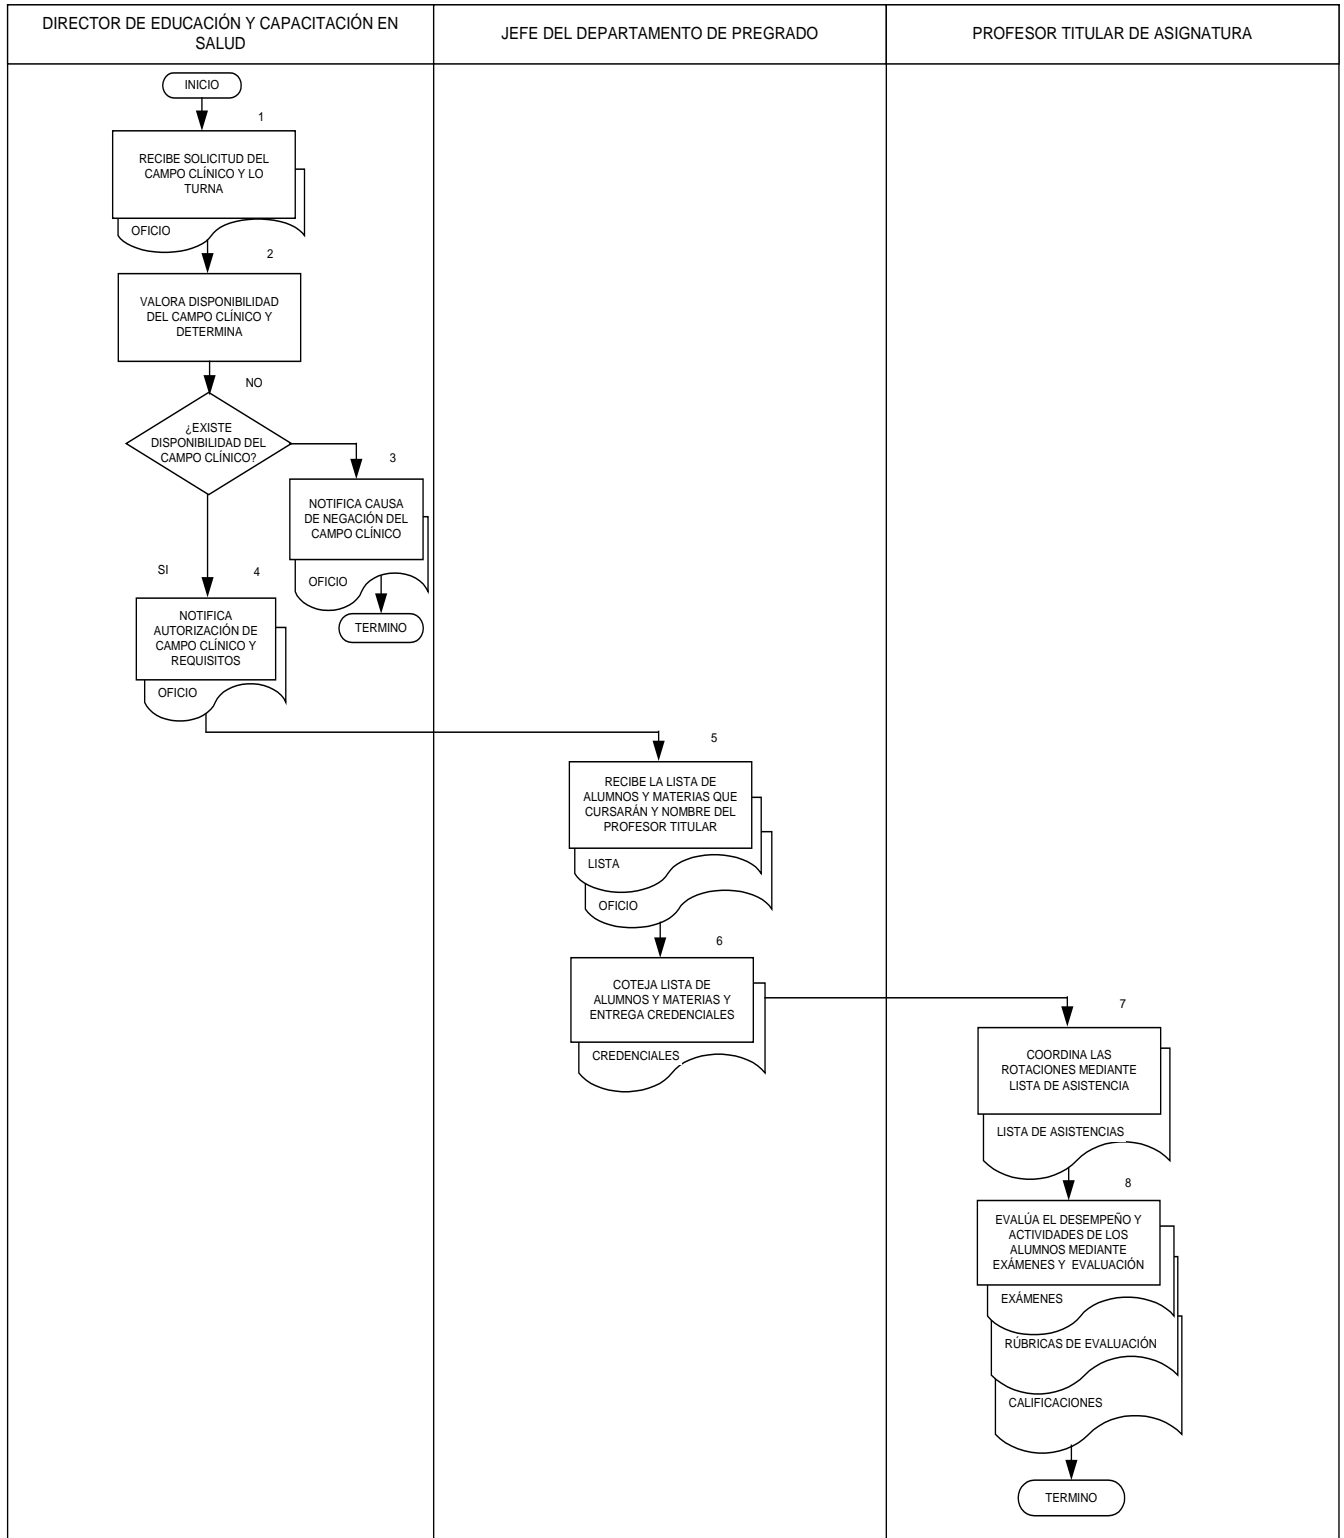 DIRECTOR DE EDUCACIÓN Y CAPACITACIÓN EN
SALUD
JEFE DEL DEPARTAMENTO DE PREGRADO
PROFESOR TITULAR DE ASIGNATURA
INICIO
1
RECIBE SOLICITUD DEL
CAMPO CLÍNICO Y LO
TURNA
OFICIO
2
VALORA DISPONIBILIDAD
DEL CAMPO CLÍNICO Y
DETERMINA
NO
¿EXISTE
DISPONIBILIDAD DEL
CAMPO CLÍNICO?
3
NOTIFICA CAUSA
DE NEGACIÓN DEL
CAMPO CLÍNICO
OFICIO
TERMINO
SI
4
NOTIFICA
AUTORIZACIÓN DE
CAMPO CLÍNICO Y
REQUISITOS
OFICIO
5
RECIBE LA LISTA DE
ALUMNOS Y MATERIAS QUE
CURSARÁN Y NOMBRE DEL
PROFESOR TITULAR
LISTA
OFICIO
6
COTEJA LISTA DE
ALUMNOS Y MATERIAS Y
ENTREGA CREDENCIALES
CREDENCIALES
7
COORDINA LAS
ROTACIONES MEDIANTE
LISTA DE ASISTENCIA
LISTA DE ASISTENCIAS
8
EVALÚA EL DESEMPEÑO Y
ACTIVIDADES DE LOS
ALUMNOS MEDIANTE
EXÁMENES Y EVALUACIÓN
EXÁMENES
RÚBRICAS DE EVALUACIÓN
CALIFICACIONES
TERMINO